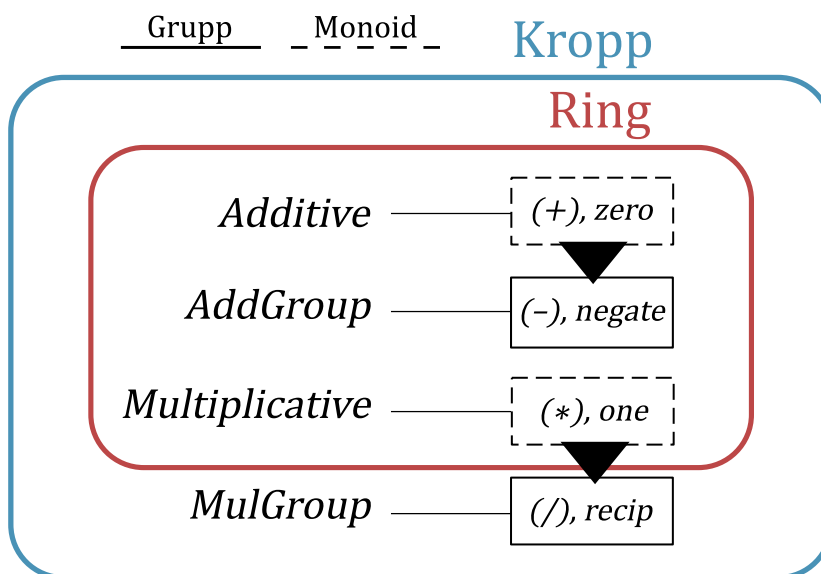 Grupp
Monoid
Kropp
Ring
Additive
(+), zero
AddGroup
(−), negate
Multiplicative
(∗), one
MulGroup
(/), recip